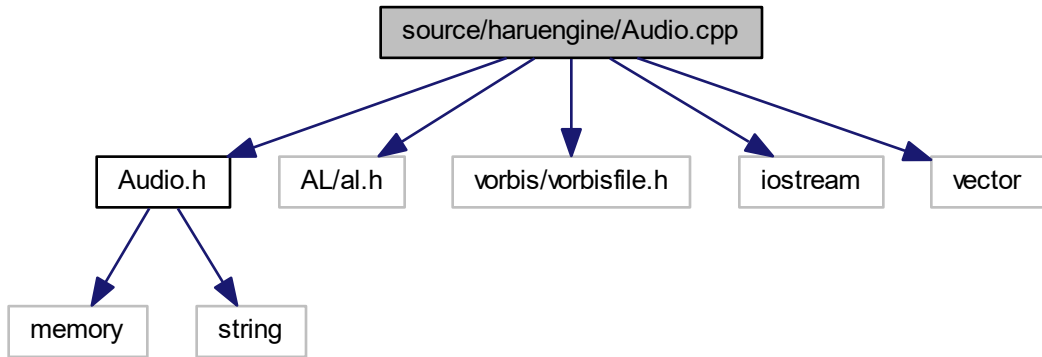 source/haruengine/Audio.cpp
Audio.h
AL/al.h
vorbis/vorbisfile.h
iostream
vector
memory
string